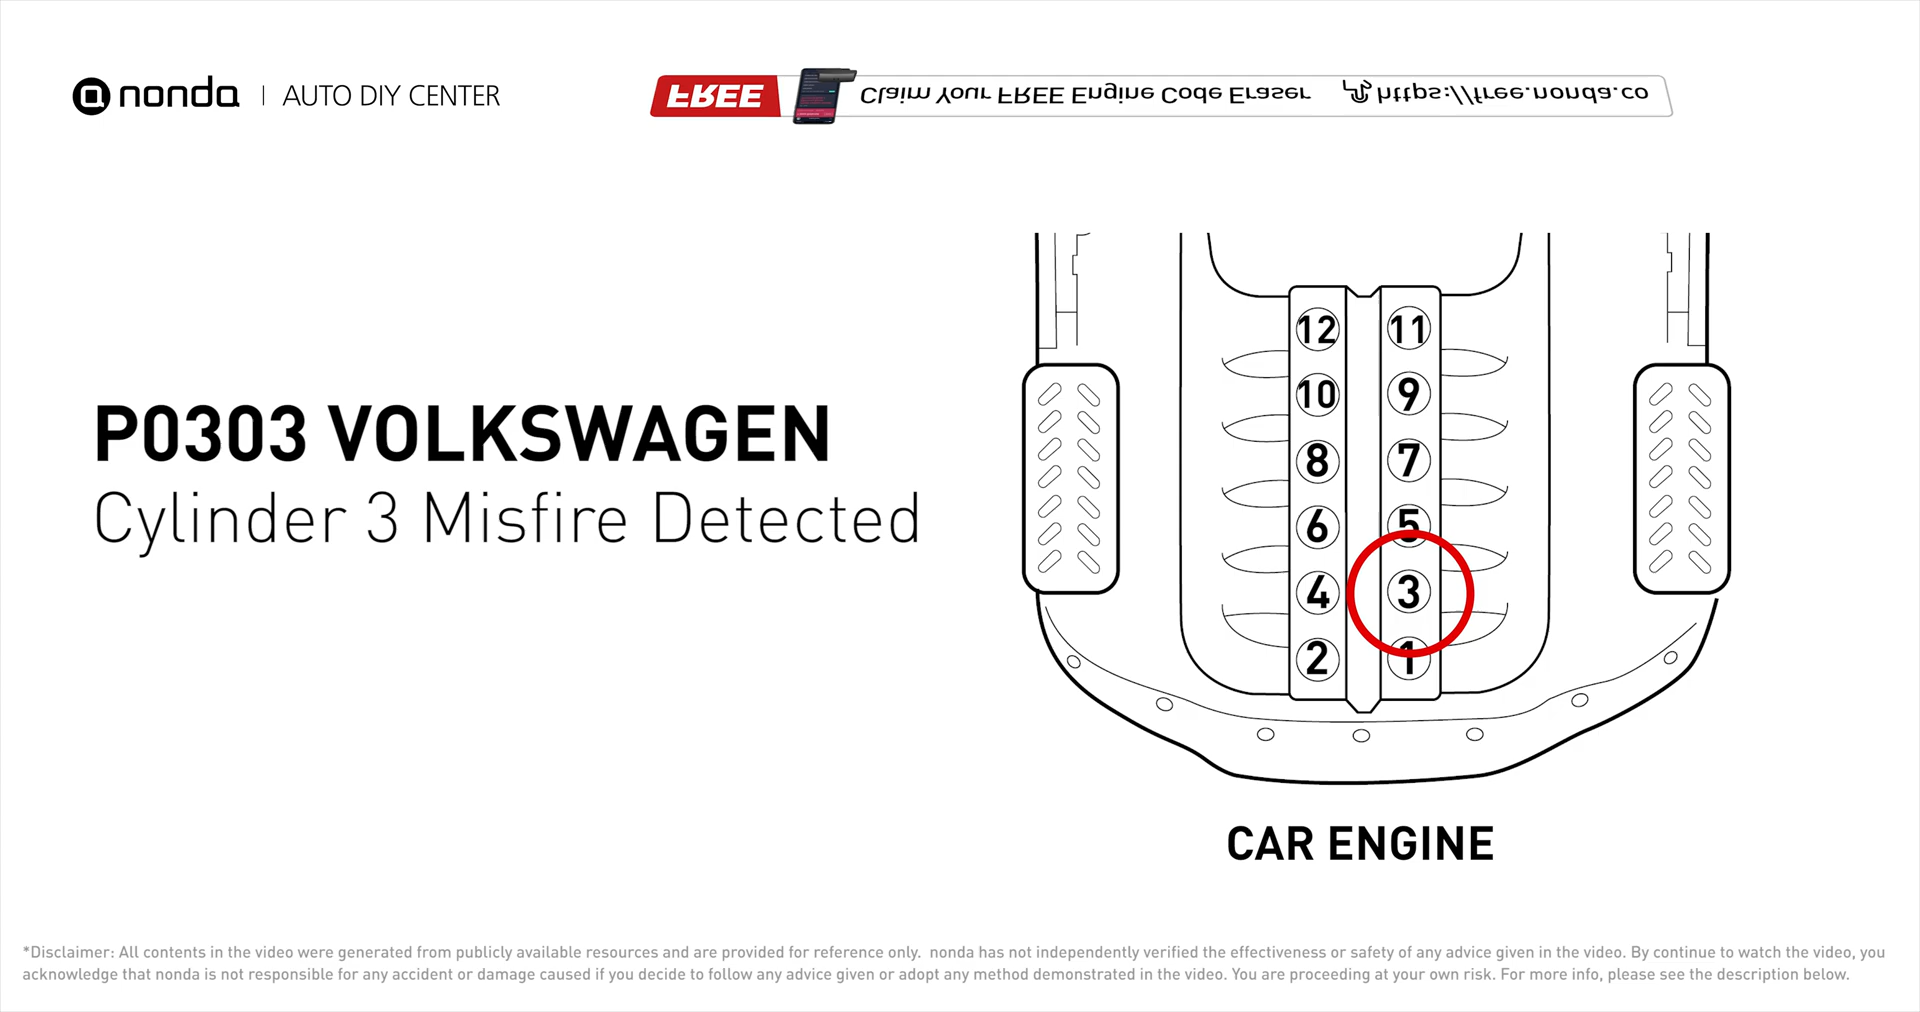 nonda | AUTO DIY CENTER
FREE Claim Your FREE Engine Code Eraser https://free.nonda.co
P0303 VOLKSWAGEN
Cylinder 3 Misfire Detected
12 11
10 9
8 7
6 5
4 3
2 1
CAR ENGINE
*Disclaimer: All contents in the video were generated from publicly available resources and are provided for reference only. nonda has not independently verified the effectiveness or safety of any advice given in the video. By continue to watch the video, you
acknowledge that nonda is not responsible for any accident or damage caused if you decide to follow any advice given or adopt any method demonstrated in the video. You are proceeding at your own risk. For more info, please see the description below.